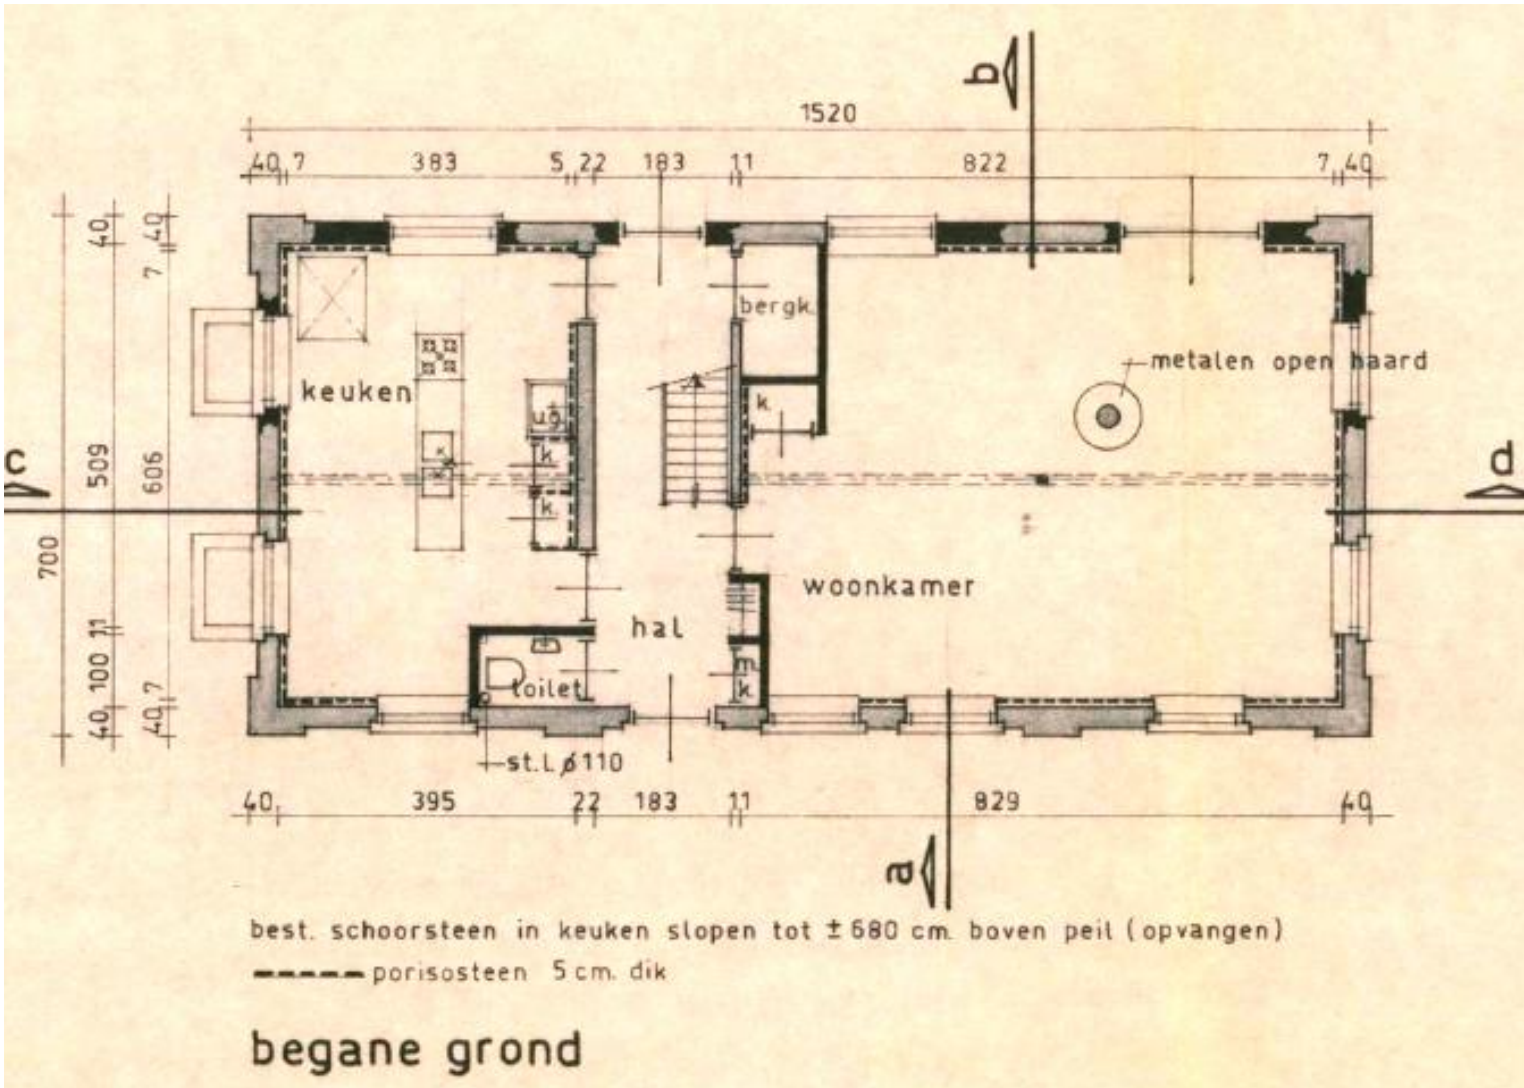 b
1520
40 7 383 5 22 183 11 822 7 40
40
40
7
bergk.
metalen open haard
keuken
k.
ug
k.
k.
c
d
509
606
700
woonkamer
hal
11
100
7
40
40
m.
k.
toilet
st.l. ø110
40 395 22 183 11 829 40
a
best. schoorsteen in keuken slopen tot ± 680 cm. boven peil (opvangen)
porisosteen 5 cm. dik
begane grond